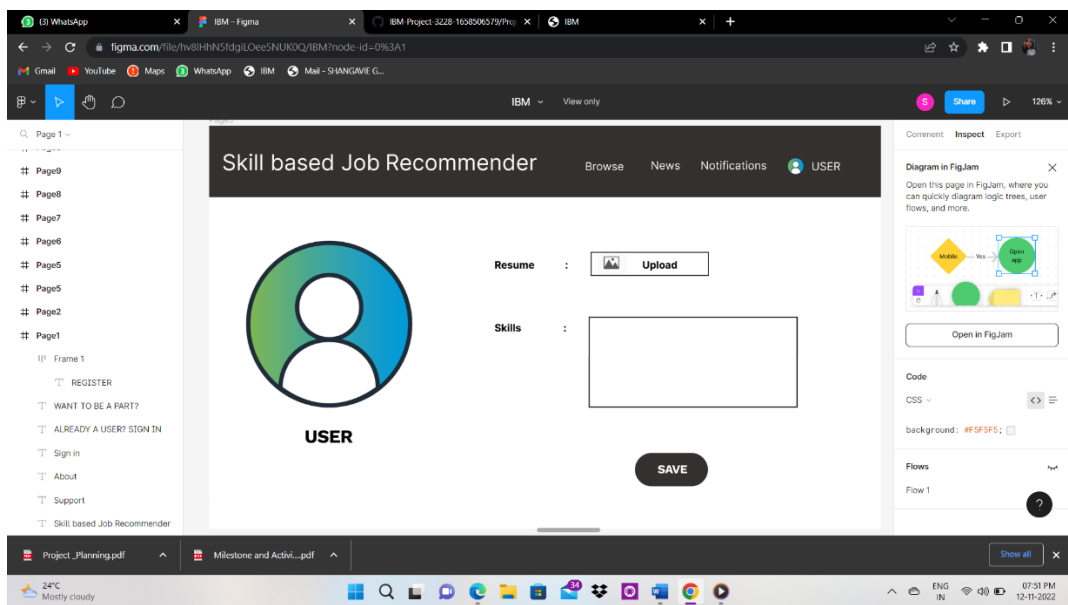 (3) WhatsApp
IBM – Figma
IBM-Project-3228-1658506579/Proj
IBM
figma.com/file/hv8IHhN5fdgiLOee5NUK0Q/IBM?node-id=0%3A1
Gmail
YouTube
Maps
WhatsApp
IBM
Mail - SHANGAVIE G...
IBM
View only
S
Share
126%
Page 1
Page9
Page8
Page7
Page6
Page5
Page5
Page2
Page1
Frame 1
REGISTER
WANT TO BE A PART?
ALREADY A USER? SIGN IN
Sign in
About
Support
Skill based Job Recommender
Skill based Job Recommender
Browse
News
Notifications
USER
USER
Resume :
Upload
Skills :
SAVE
Comment
Inspect
Export
Diagram in FigJam
Open this page in FigJam, where you
can quickly diagram logic trees, user
flows, and more.
Mobile
Yes
Open
app
Open in FigJam
Code
CSS
background: #F5F5F5;
Flows
Flow 1
?
Project _Planning.pdf
Milestone and Activi....pdf
Show all
24°C
Mostly cloudy
34
ENG
IN
07:51 PM
12-11-2022